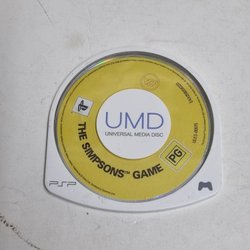 UMD
UNIVERSAL MEDIA DISC
THE SIMPSONS™ GAME
PG
PSP